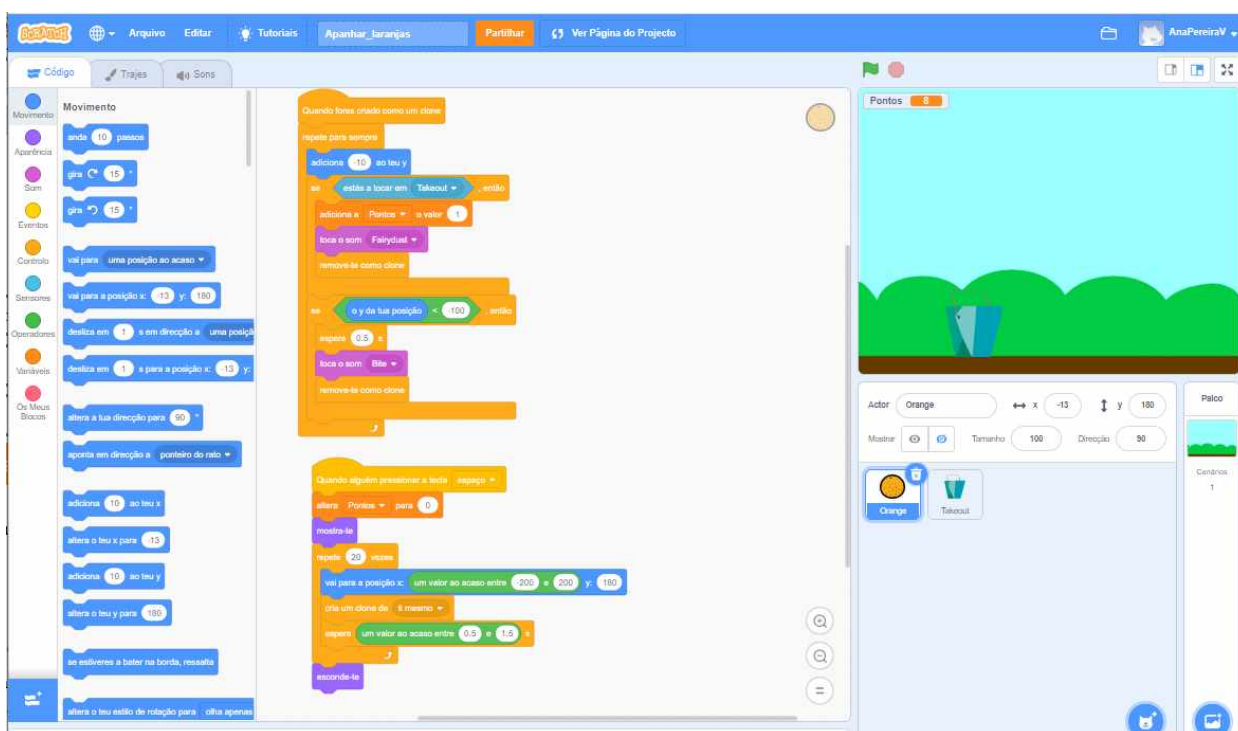 SCRATCH
Arquivo
Editar
Tutoriais
Apanhar_laranjas
Partilhar
Ver Página do Projecto
AnaPereiraV
Código
Trajes
Sons
Movimento
Aparência
Som
Eventos
Controlo
Sensores
Operadores
Variáveis
Os Meus
Blocos
Movimento
anda 10 passos
gira 15 °
gira 15 °
vai para uma posição ao acaso
vai para a posição x: -13 y: 180
desliza em 1 s em direcção a uma posiçã
desliza em 1 s para a posição x: -13 y:
altera a tua direcção para 90 °
aponta em direcção a ponteiro do rato
adiciona 10 ao teu x
altera o teu x para -13
adiciona 10 ao teu y
altera o teu y para 180
se estiveres a bater na borda, ressalta
altera o teu estilo de rotação para olha apenas
Quando fores criado como um clone
repete para sempre
adiciona -10 ao teu y
se estás a tocar em Takeout , então
adiciona a Pontos o valor 1
toca o som Fairydust
remove-te como clone
se o y da tua posição < -100 , então
espera 0.5 s
toca o som Bite
remove-te como clone
Quando alguém pressionar a tecla espaço
altera Pontos para 0
mostra-te
repete 20 vezes
vai para a posição x: um valor ao acaso entre -200 e 200 y: 180
cria um clone de ti mesmo
espera um valor ao acaso entre 0.5 e 1.5 s
esconde-te
Pontos 8
Actor Orange x -13 y 180
Mostrar Tamanho 100 Direcção 90
Orange
Takeout
Palco
Cenários
1